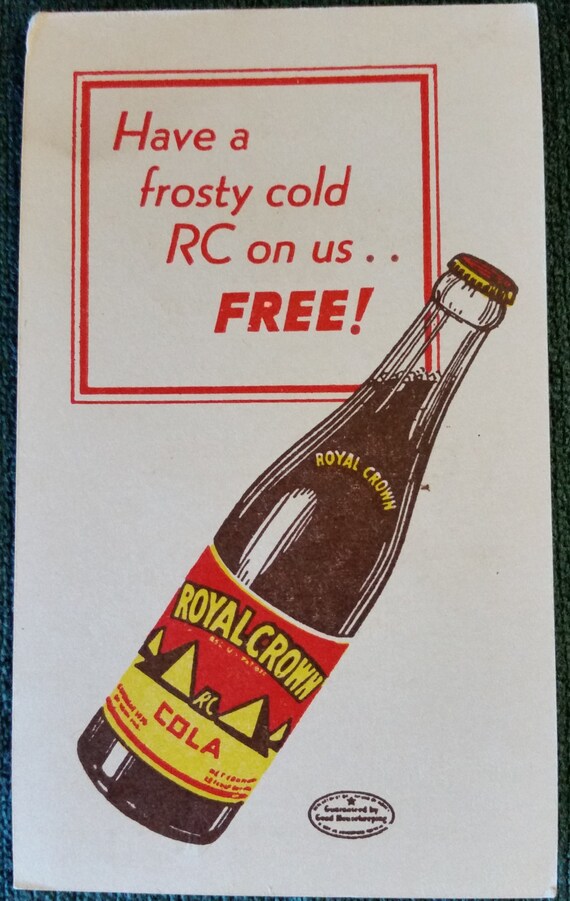 Have a
frosty cold
RC on us . .
FREE!
ROYAL CROWN
ROYAL CROWN
RC
COLA
Guaranteed by
Good Housekeeping